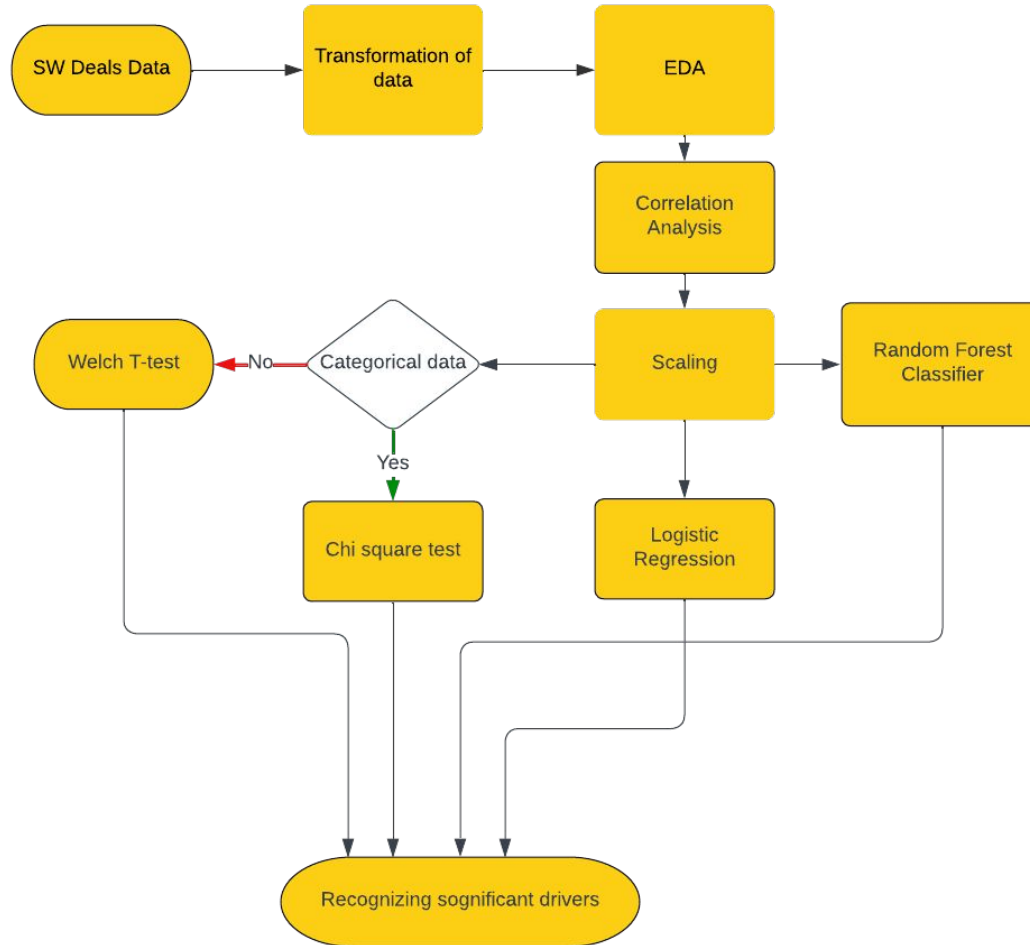 SW Deals Data
Transformation of
data
EDA
Correlation
Analysis
Welch T-test
No
Categorical data
Scaling
Random Forest
Classifier
Yes
Chi square test
Logistic
Regression
Recognizing sognificant drivers